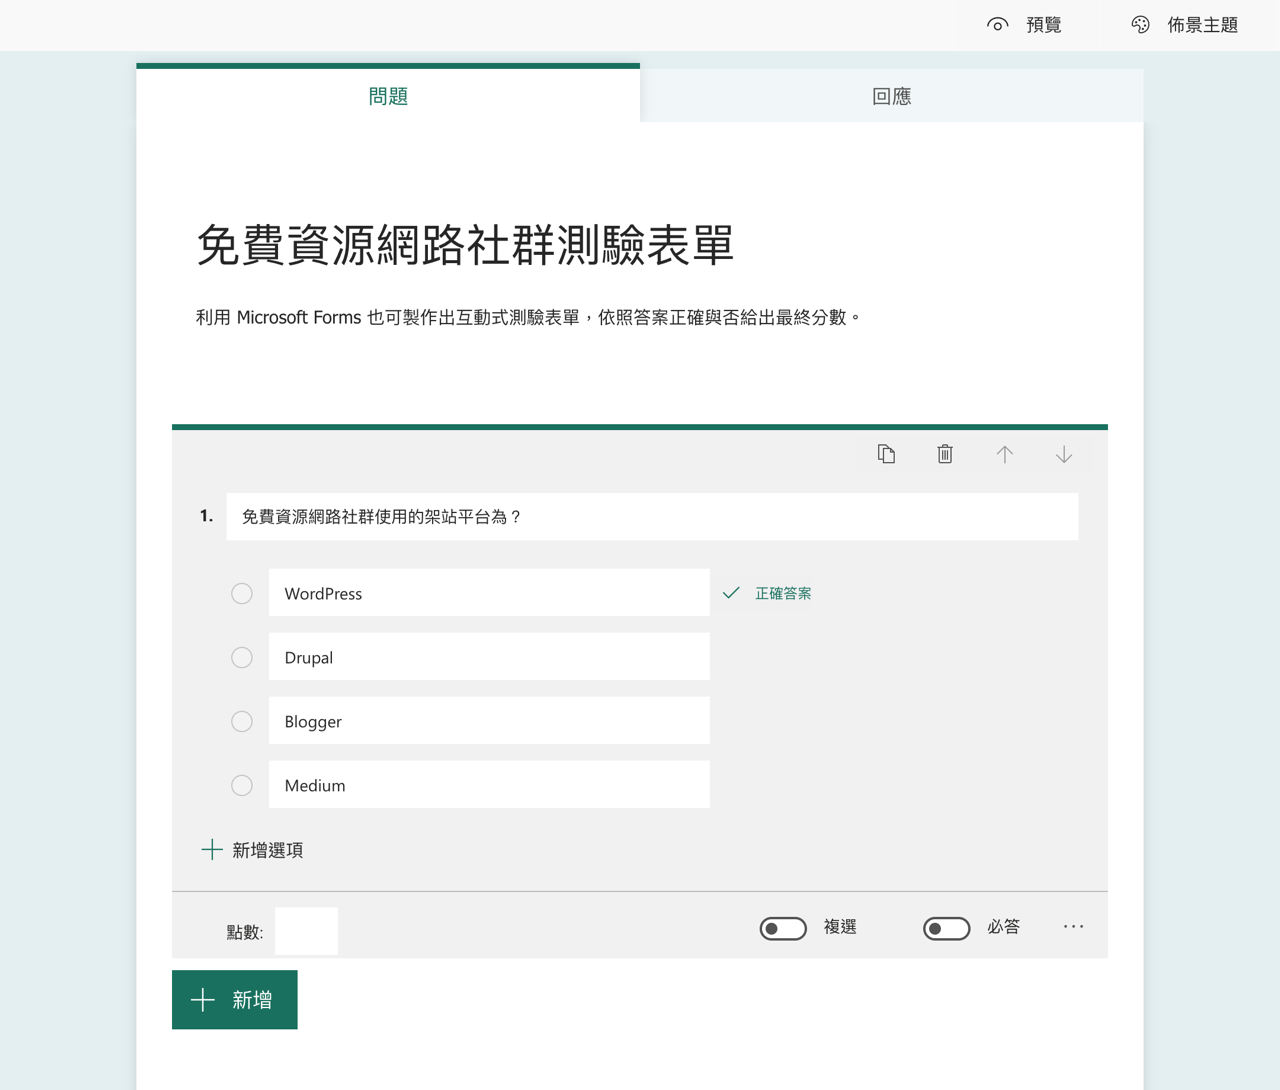 預覽
佈景主題
問題
回應
免費資源網路社群測驗表單
利用 Microsoft Forms 也可製作出互動式測驗表單，依照答案正確與否給出最終分數。
1.
免費資源網路社群使用的架站平台為？
WordPress
正確答案
Drupal
Blogger
Medium
新增選項
點數:
複選
必答
新增